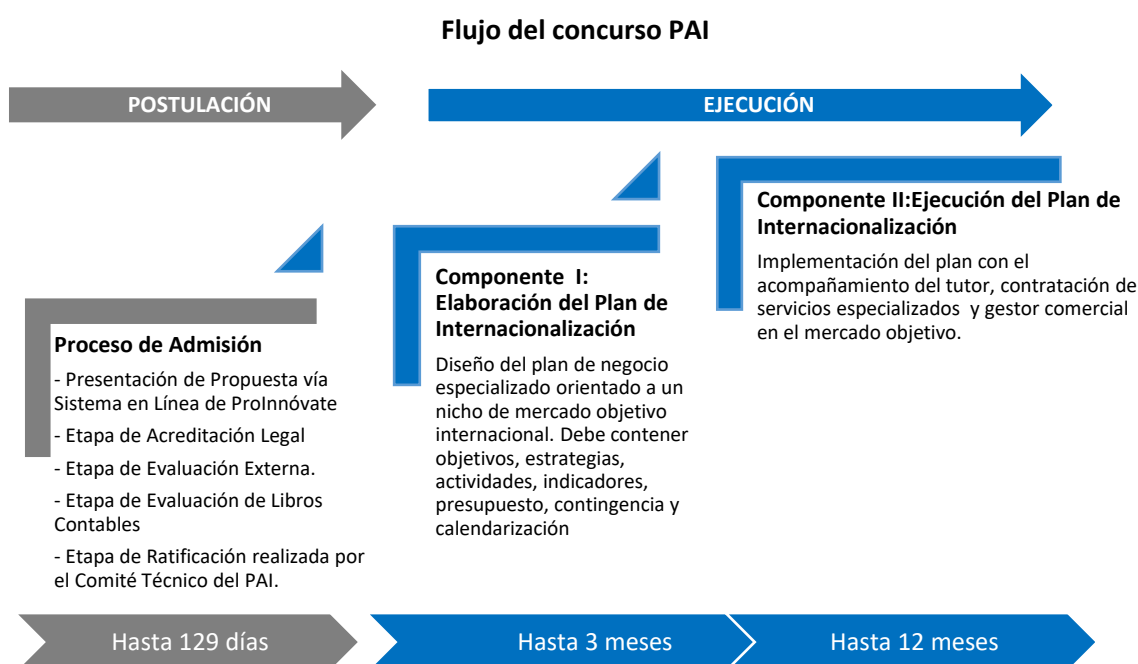 Flujo del concurso PAI
POSTULACIÓN
EJECUCIÓN
Proceso de Admisión
- Presentación de Propuesta vía
Sistema en Línea de ProInnóvate
- Etapa de Acreditación Legal
- Etapa de Evaluación Externa.
- Etapa de Evaluación de Libros
Contables
- Etapa de Ratificación realizada por
el Comité Técnico del PAI.
Componente I:
Elaboración del Plan de
Internacionalización
Diseño del plan de negocio
especializado orientado a un
nicho de mercado objetivo
internacional. Debe contener
objetivos, estrategias,
actividades, indicadores,
presupuesto, contingencia y
calendarización
Componente II:Ejecución del Plan de
Internacionalización
Implementación del plan con el
acompañamiento del tutor, contratación de
servicios especializados y gestor comercial
en el mercado objetivo.
Hasta 129 días
Hasta 3 meses
Hasta 12 meses